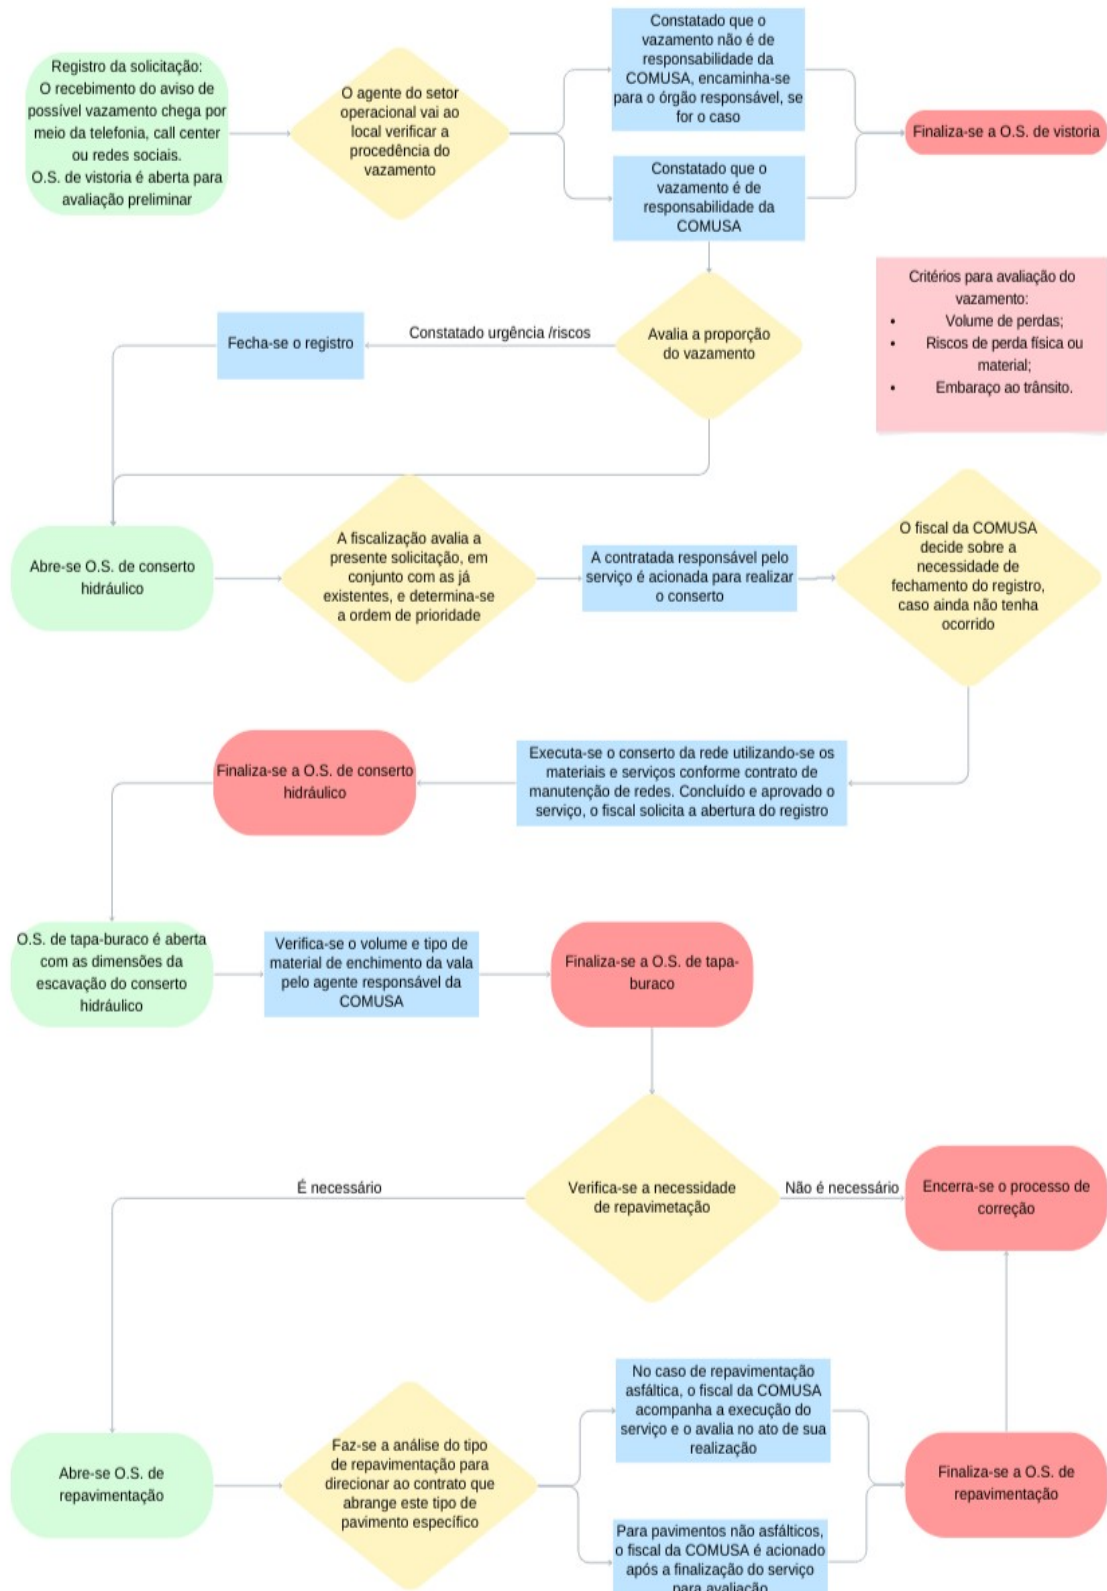 Registro da solicitação:
O recebimento do aviso de
possível vazamento chega por
meio da telefonia, call center
ou redes sociais.
O.S. de vistoria é aberta para
avaliação preliminar
O agente do setor
operacional vai ao
local verificar a
procedência do
vazamento
Constatado que o
vazamento não é de
responsabilidade da
COMUSA, encaminha-se
para o órgão responsável, se
for o caso
Constatado que o
vazamento é de
responsabilidade da
COMUSA
Finaliza-se a O.S. de vistoria
Critérios para avaliação do
vazamento:
• Volume de perdas;
• Riscos de perda física ou
material;
• Embaraço ao trânsito.
Avalia a proporção
do vazamento
Constatado urgência /riscos
Fecha-se o registro
Abre-se O.S. de conserto
hidráulico
A fiscalização avalia a
presente solicitação, em
conjunto com as já
existentes, e determina-se
a ordem de prioridade
A contratada responsável pelo
serviço é acionada para realizar
o conserto
O fiscal da COMUSA
decide sobre a
necessidade de
fechamento do registro,
caso ainda não tenha
ocorrido
Executa-se o conserto da rede utilizando-se os
materiais e serviços conforme contrato de
manutenção de redes. Concluído e aprovado o
serviço, o fiscal solicita a abertura do registro
Finaliza-se a O.S. de conserto
hidráulico
O.S. de tapa-buraco é aberta
com as dimensões da
escavação do conserto
hidráulico
Verifica-se o volume e tipo de
material de enchimento da vala
pelo agente responsável da
COMUSA
Finaliza-se a O.S. de tapa-
buraco
Verifica-se a necessidade
de repavimetação
É necessário
Não é necessário
Encerra-se o processo de
correção
Abre-se O.S. de
repavimentação
Faz-se a análise do tipo
de repavimentação para
direcionar ao contrato que
abrange este tipo de
pavimento específico
No caso de repavimentação
asfáltica, o fiscal da COMUSA
acompanha a execução do
serviço e o avalia no ato de sua
realização
Para pavimentos não asfálticos,
o fiscal da COMUSA é acionado
após a finalização do serviço
para avaliação
Finaliza-se a O.S. de
repavimentação